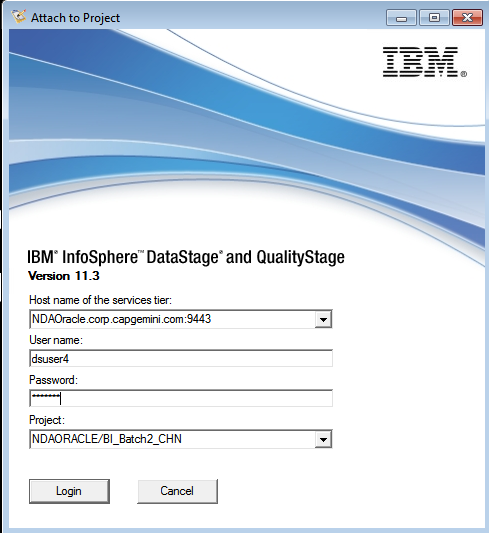 Attach to Project
IBM®
IBM® InfoSphere™ DataStage® and QualityStage
Version 11.3
Host name of the services tier:
NDAOracle.corp.capgemini.com:9443
User name:
dsuser4
Password:
*******
Project:
NDAORACLE/BI_Batch2_CHN
Login Cancel